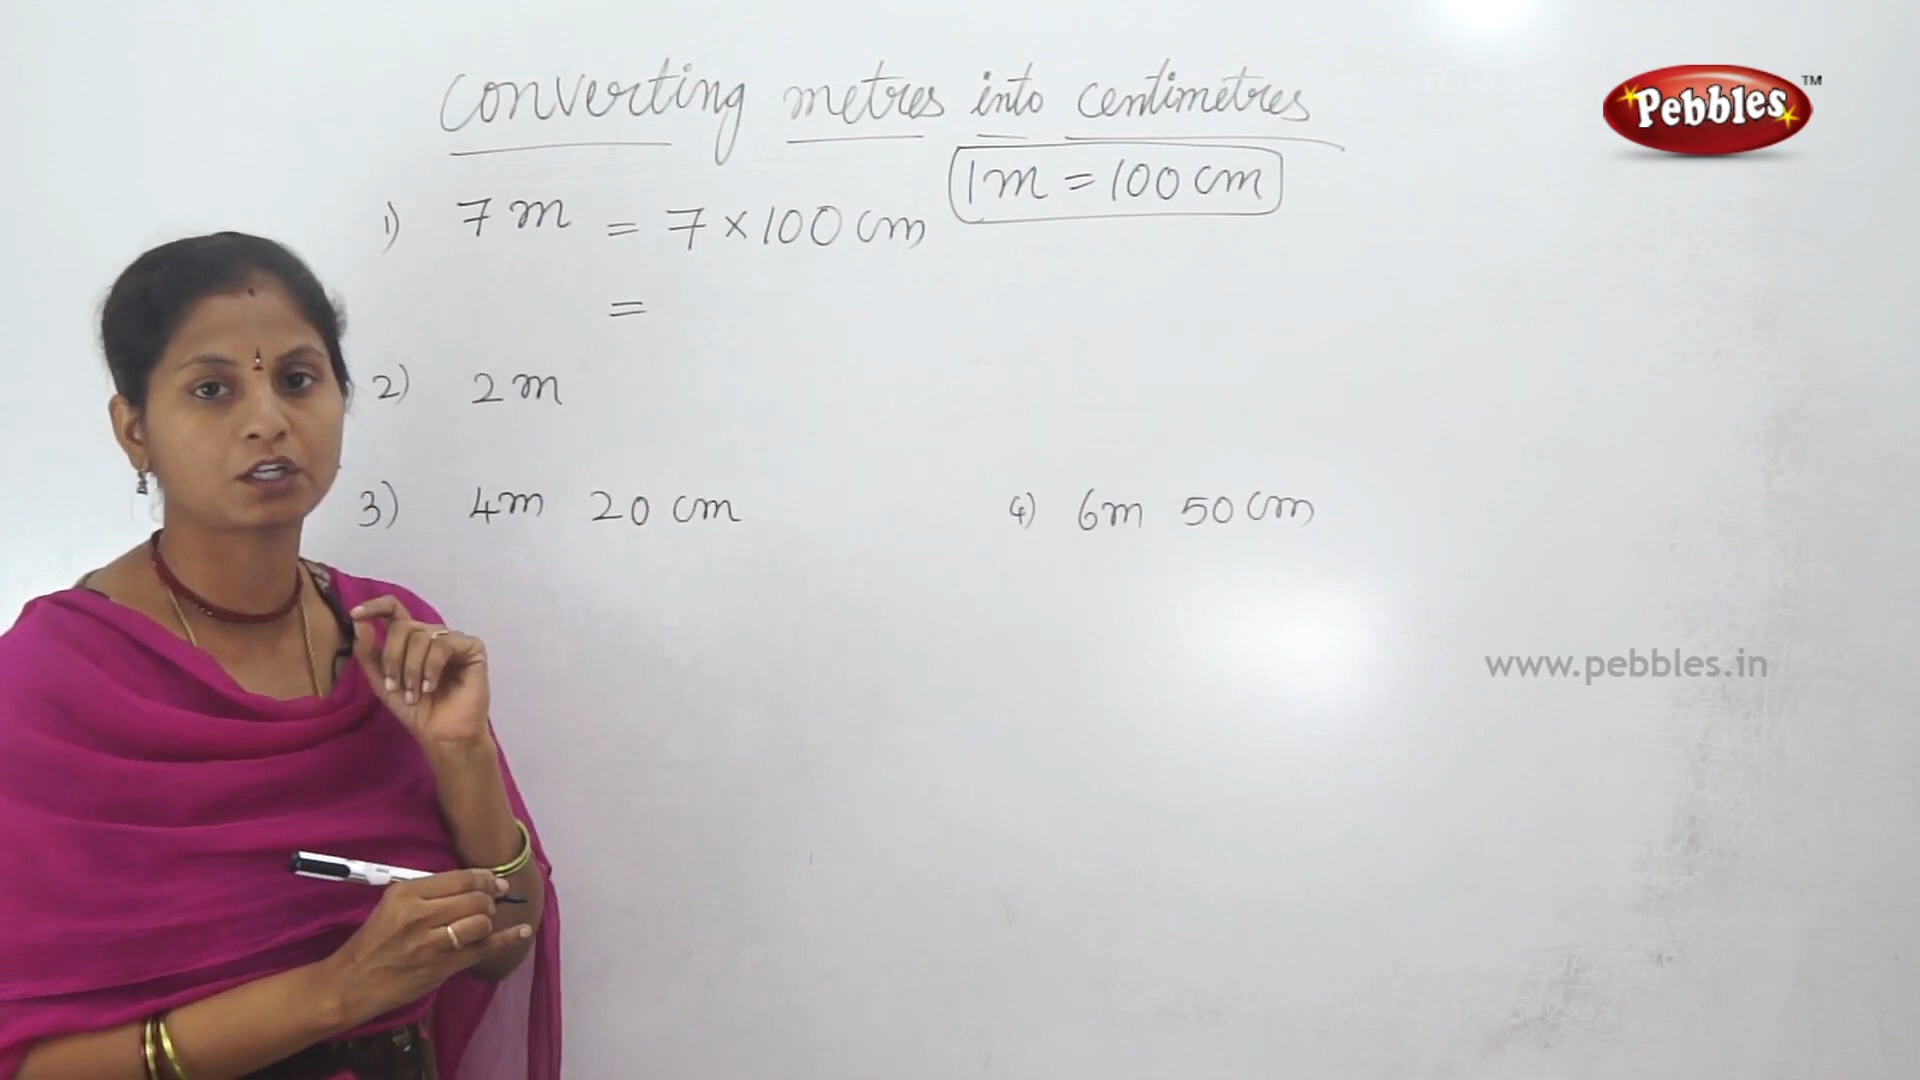 Converting metres into centimetres
1m = 100 cm
1) 7 m = 7 × 100 cm
=
2) 2 m
3) 4m 20 cm
4) 6m 50 cm
Pebbles™
www.pebbles.in